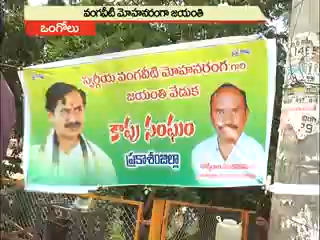 వంగవీటి మోహనరంగా జయంతి
ఒంగోలు
స్వర్గీయ వంగవీటి మోహనరంగ గారి
జయంతి వేడుక
కాపు సంఘం
ప్రకాశంజిల్లా